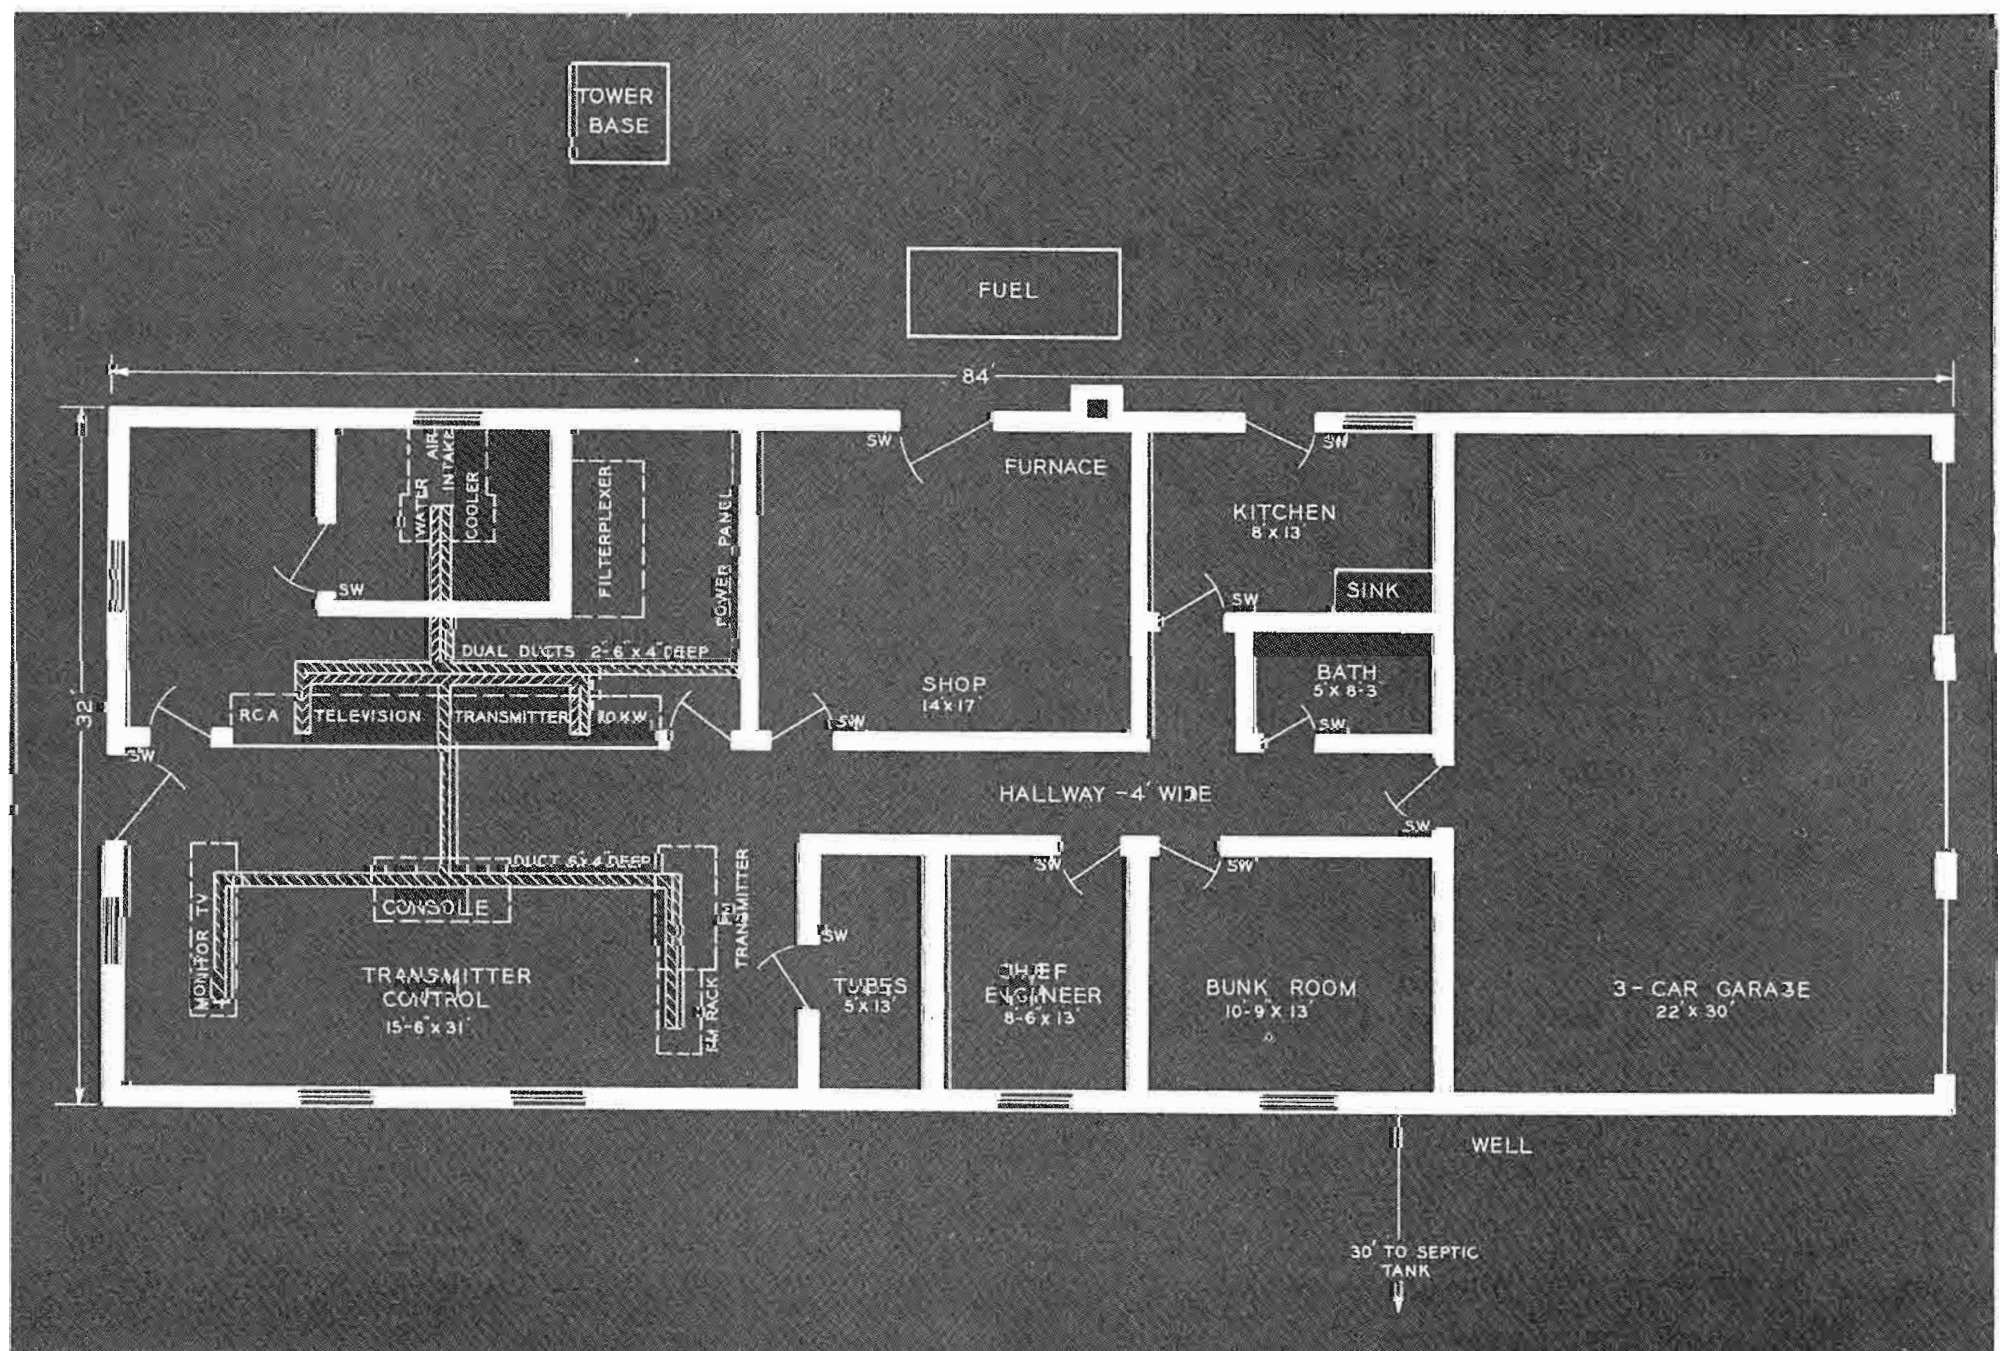 TOWER
BASE
FUEL
84'
32'
SW
SW
FURNACE
AIR
INTAKE
WATER
COOLER
FILTERPLEXER
POWER PANEL
KITCHEN
8' x 13'
SW
SW
SINK
DUAL DUCTS 2-6" x 4" DEEP
BATH
5' x 8'-3
SHOP
14' x 17'
RCA
TELEVISION
TRANSMITTER
10 KW
SW
SW
SW
HALLWAY - 4' WIDE
SW
DUCT 6" x 4" DEEP
SW
SW
MONITOR TV
CONSOLE
FM
TRANSMITTER
SW
TRANSMITTER
CONTROL
15'-6" x 31'
FM RACK
TUBES
5' x 13'
CHIEF
ENGINEER
8'-6" x 13'
BUNK ROOM
10'-9" x 13'
3-CAR GARAGE
22' x 30'
WELL
30' TO SEPTIC
TANK